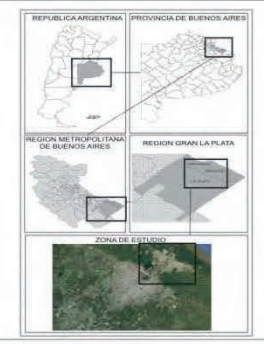 REPUBLICA ARGENTINA
PROVINCIA DE BUENOS AIRES
REGION METROPOLITANA
DE BUENOS AIRES
REGION GRAN LA PLATA
ZONA DE ESTUDIO